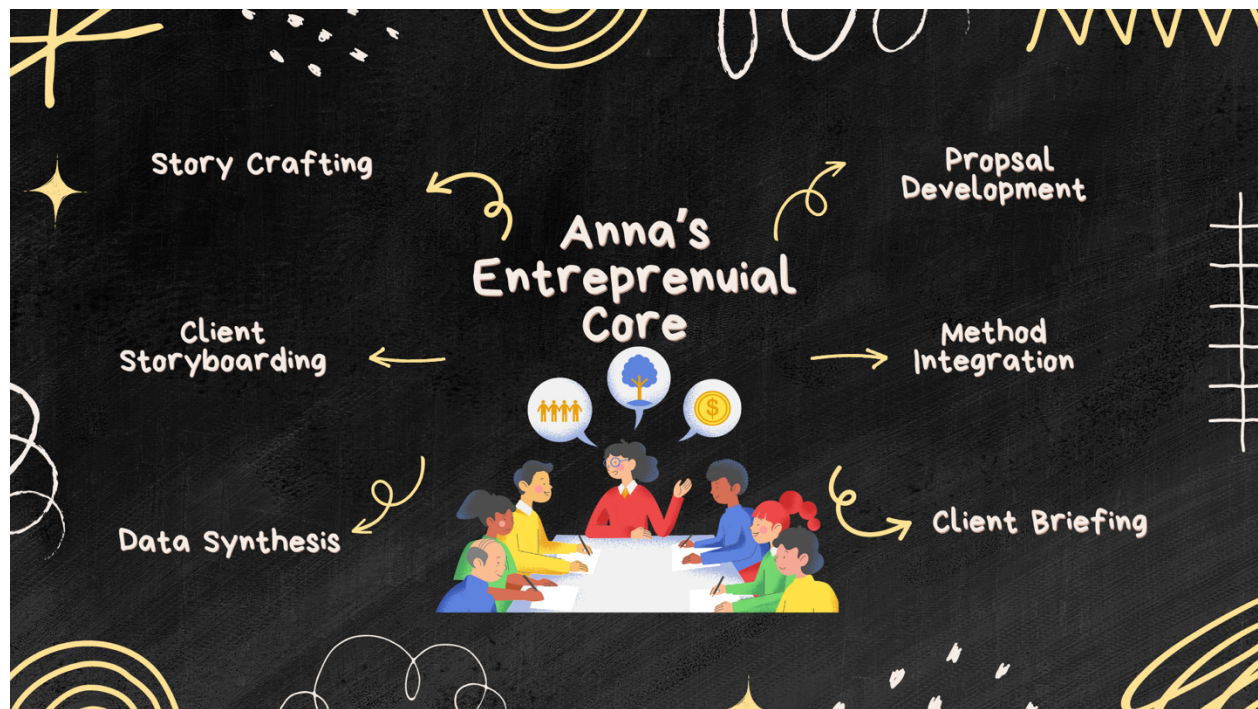 Story Crafting
Propsal
Development
Anna's
Entreprenuial
Core
Client
Storyboarding
Method
Integration
$
Data Synthesis
Client Briefing